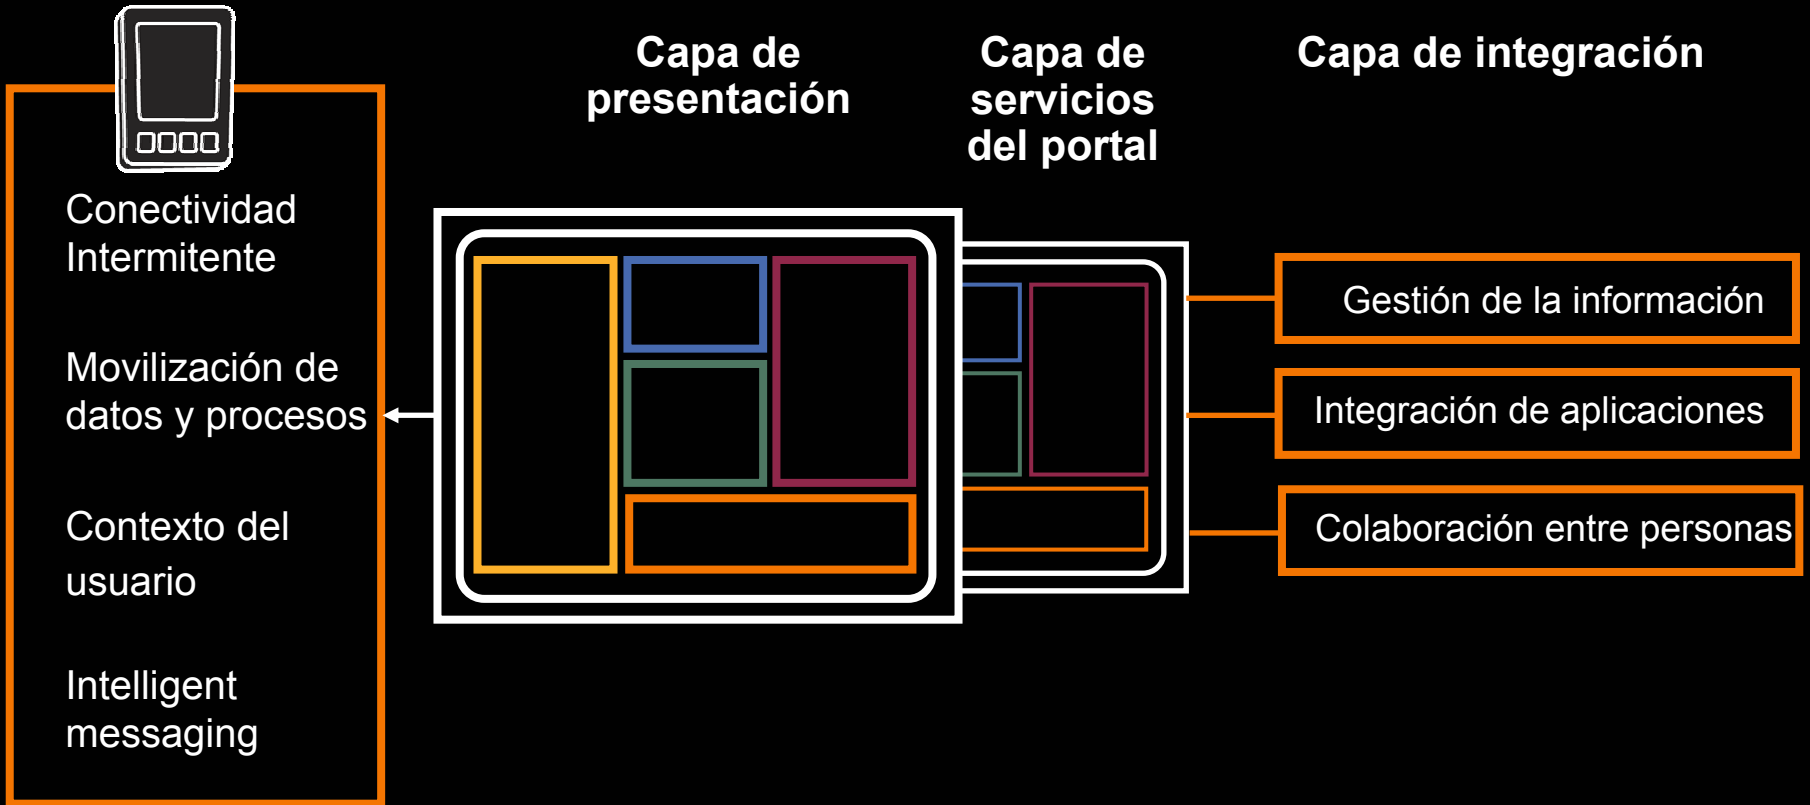 Capa de
presentación
Capa de
servicios
del portal
Capa de integración
Conectividad
Intermitente
Movilización de
datos y procesos
Contexto del
usuario
Intelligent
messaging
Gestión de la información
Integración de aplicaciones
Colaboración entre personas